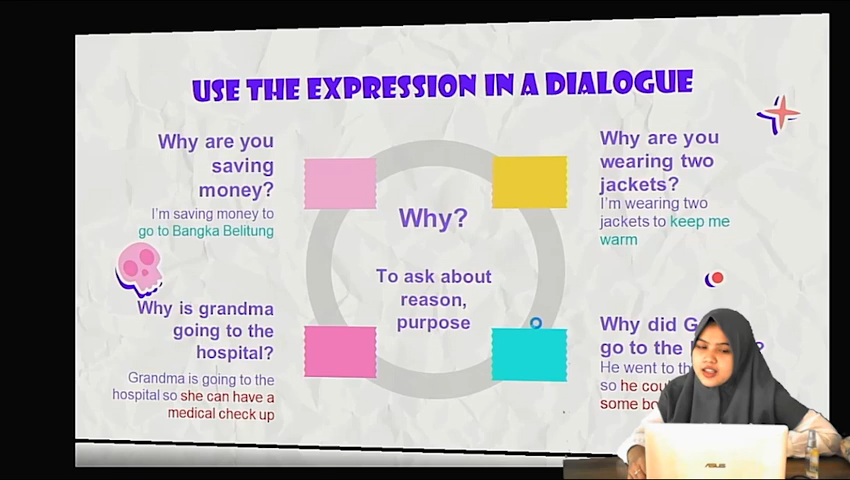 USE THE EXPRESSION IN A DIALOGUE
Why are you
saving
money?
I'm saving money to
go to Bangka Belitung
Why are you
wearing two
jackets?
I'm wearing two
jackets to keep me
warm
Why?
To ask about
reason,
purpose
Why is grandma
going to the
hospital?
Grandma is going to the
hospital so she can have a
medical check up
Why did
go to the
He went to
so he
some
ASUS